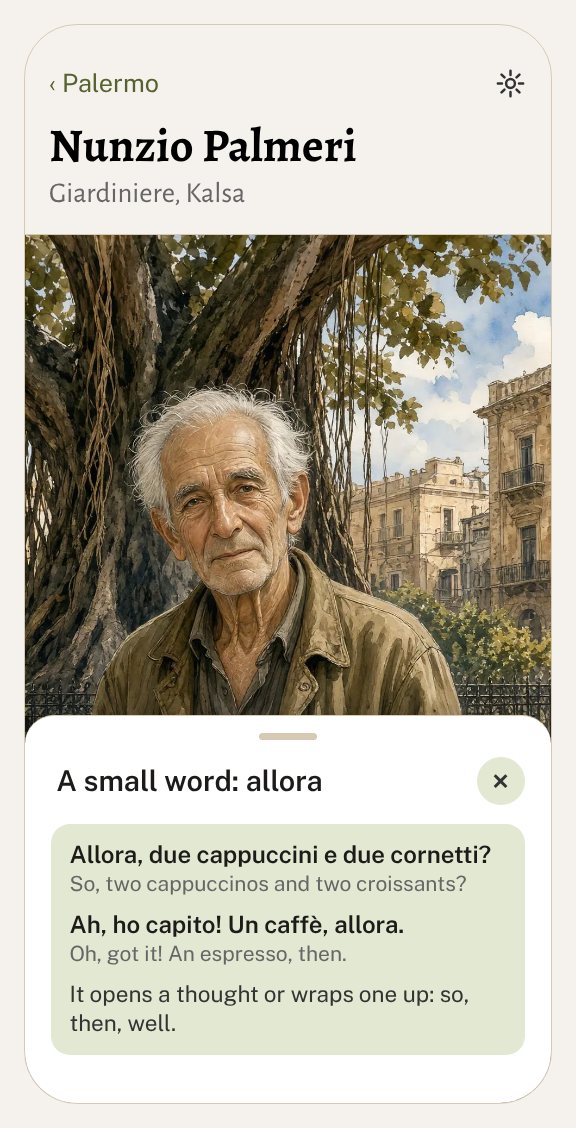 ‹ Palermo
Nunzio Palmeri
Giardiniere, Kalsa
A small word: allora
Allora, due cappuccini e due cornetti?
So, two cappuccinos and two croissants?
Ah, ho capito! Un caffè, allora.
Oh, got it! An espresso, then.
It opens a thought or wraps one up: so,
then, well.